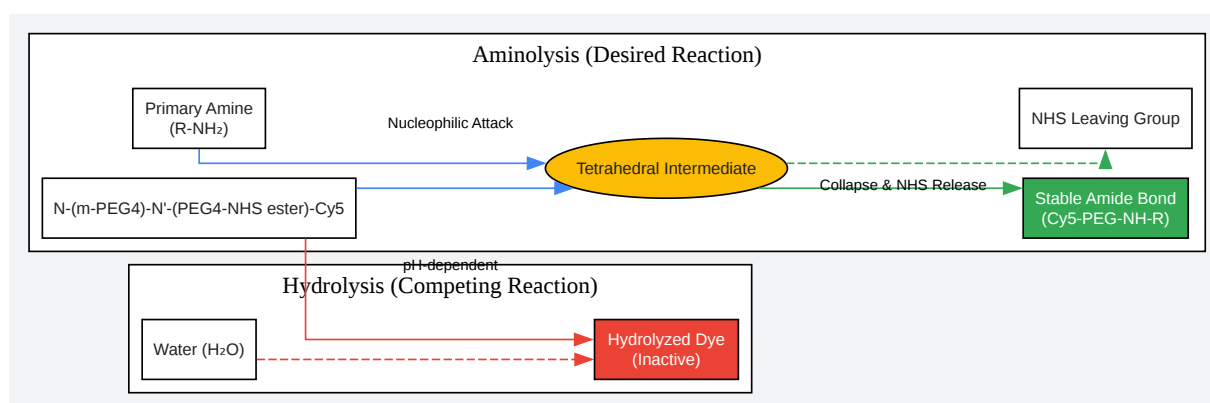 Aminolysis (Desired Reaction)
Primary Amine
(R-NH₂)
Nucleophilic Attack
NHS Leaving Group
Tetrahedral Intermediate
Collapse & NHS Release
N-(m-PEG4)-N'-(PEG4-NHS ester)-Cy5
Stable Amide Bond
(Cy5-PEG-NH-R)
pH-dependent
Hydrolysis (Competing Reaction)
Water (H₂O)
Hydrolyzed Dye
(Inactive)